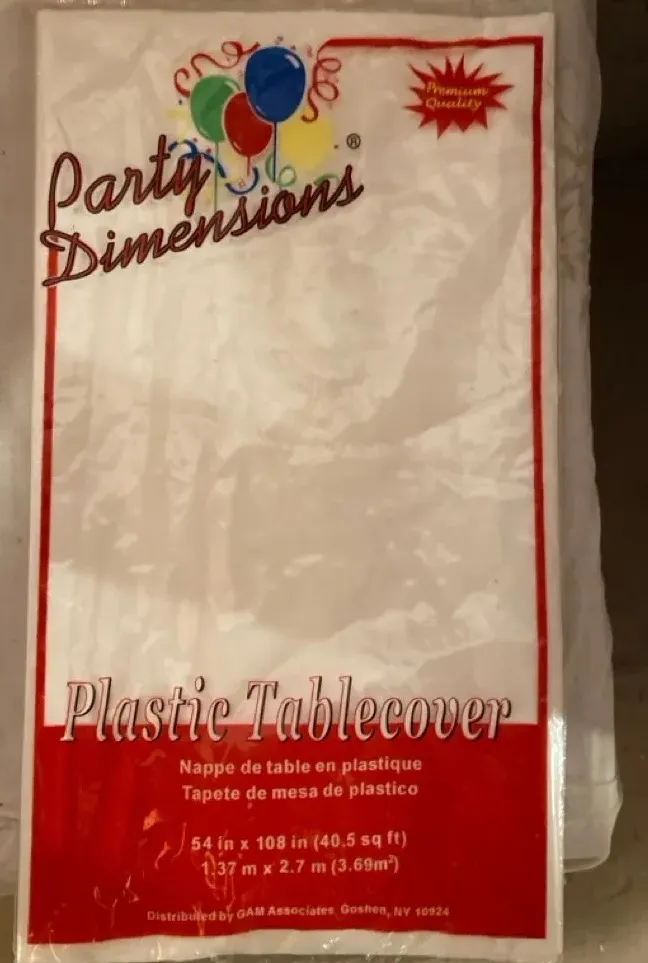 Party
Dimensions®
Premium
Quality
Plastic Tablecover
Nappe de table en plastique
Tapete de mesa de plastico
54 in x 108 in (40.5 sq ft)
1.37 m x 2.7 m (3.69m²)
Distributed by GAM Associates, Goshen, NY 10924